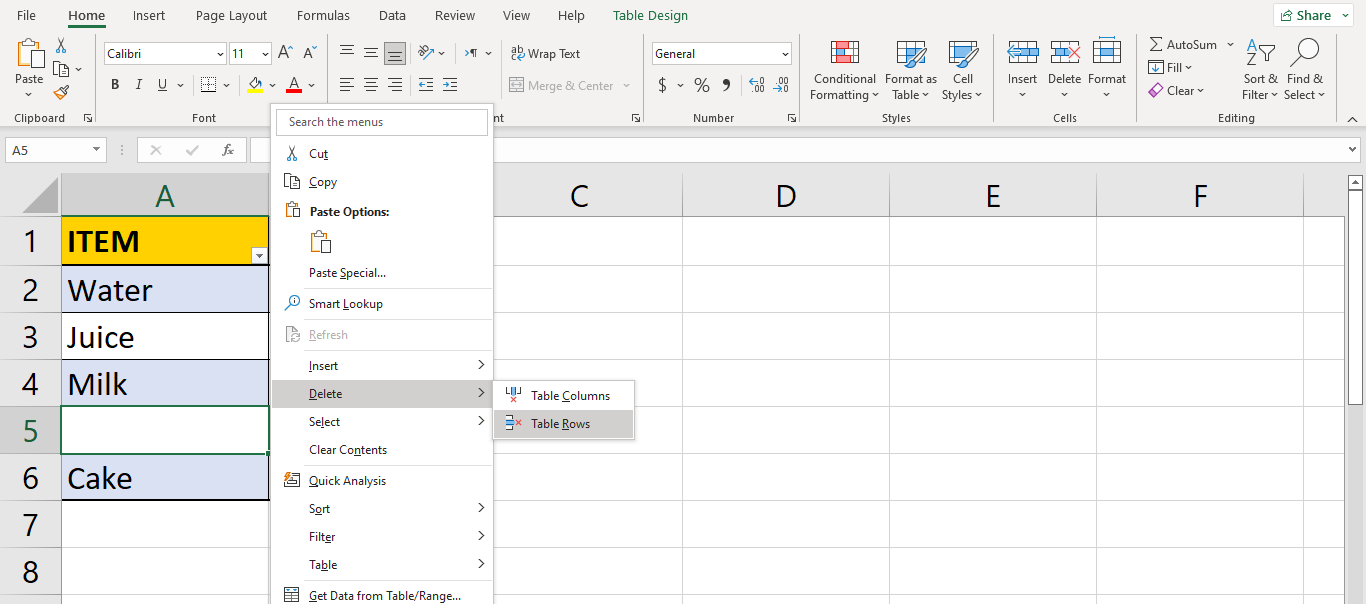 File Home Insert Page Layout Formulas Data Review View Help Table Design Share
Calibri 11 Wrap Text General AutoSum
Paste B I U Merge & Center $ % Conditional Formatting Format as Table Cell Styles Insert Delete Format Fill Clear Sort & Filter Find & Select
Clipboard Font nt Number Styles Cells Editing
A5 fx
A C D E F
1 ITEM
2 Water
3 Juice
4 Milk
5
6 Cake
7
8
Search the menus
Cut
Copy
Paste Options:
Paste Special...
Smart Lookup
Refresh
Insert
Delete
Select
Clear Contents
Quick Analysis
Sort
Filter
Table
Get Data from Table/Range...
Table Columns
Table Rows